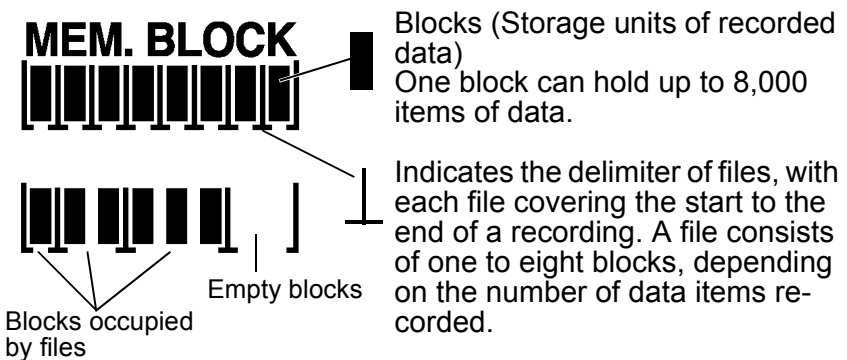 MEM. BLOCK
Blocks (Storage units of recorded
data)
One block can hold up to 8,000
items of data.
Indicates the delimiter of files, with
each file covering the start to the
end of a recording. A file consists
of one to eight blocks, depending
on the number of data items re-
corded.
Empty blocks
Blocks occupied
by files